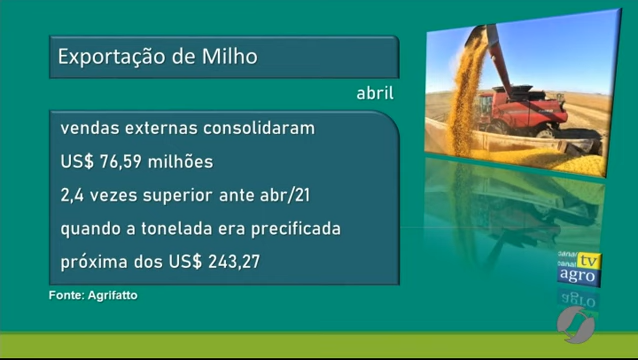 Exportação de Milho
abril
vendas externas consolidaram
US$ 76,59 milhões
2,4 vezes superior ante abr/21
quando a tonelada era precificada
próxima dos US$ 243,27
Fonte: Agrifatto
tv
agro